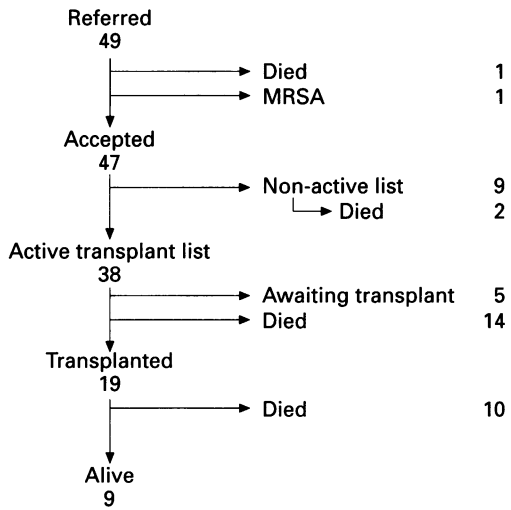 Referred
49
Died 1
MRSA 1
Accepted
47
Non-active list 9
Died 2
Active transplant list
38
Awaiting transplant 5
Died 14
Transplanted
19
Died 10
Alive
9